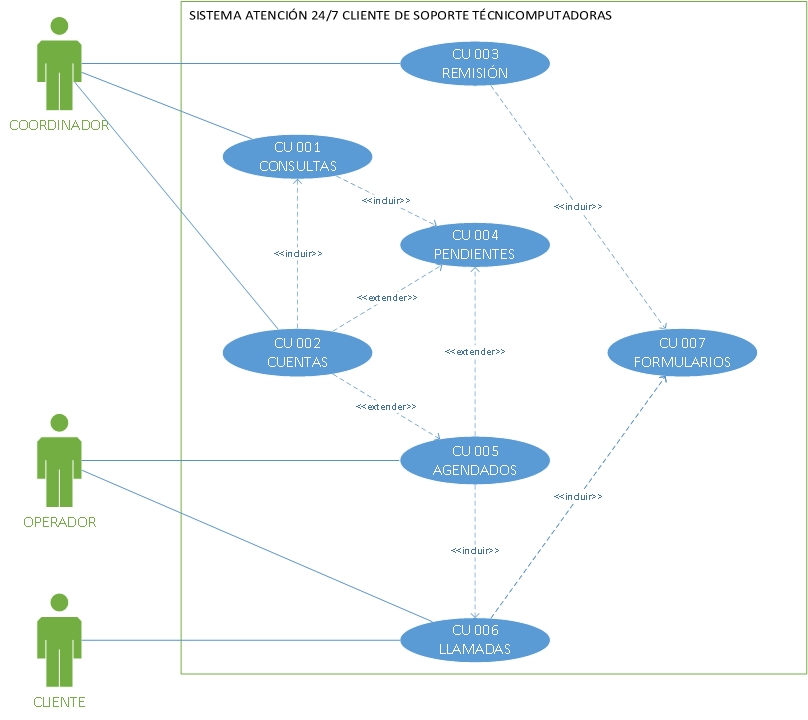 SISTEMA ATENCIÓN 24/7 CLIENTE DE SOPORTE TÉCNICOMPUTADORAS
CU 003
REMISIÓN
COORDINADOR
CU 001
CONSULTAS
<<incluir>>
<<incluir>>
CU 004
PENDIENTES
<<incluir>>
<<extender>>
CU 002
CUENTAS
<<extender>>
CU 007
FORMULARIOS
<<extender>>
CU 005
AGENDADOS
<<incluir>>
OPERADOR
<<incluir>>
CU 006
LLAMADAS
CLIENTE